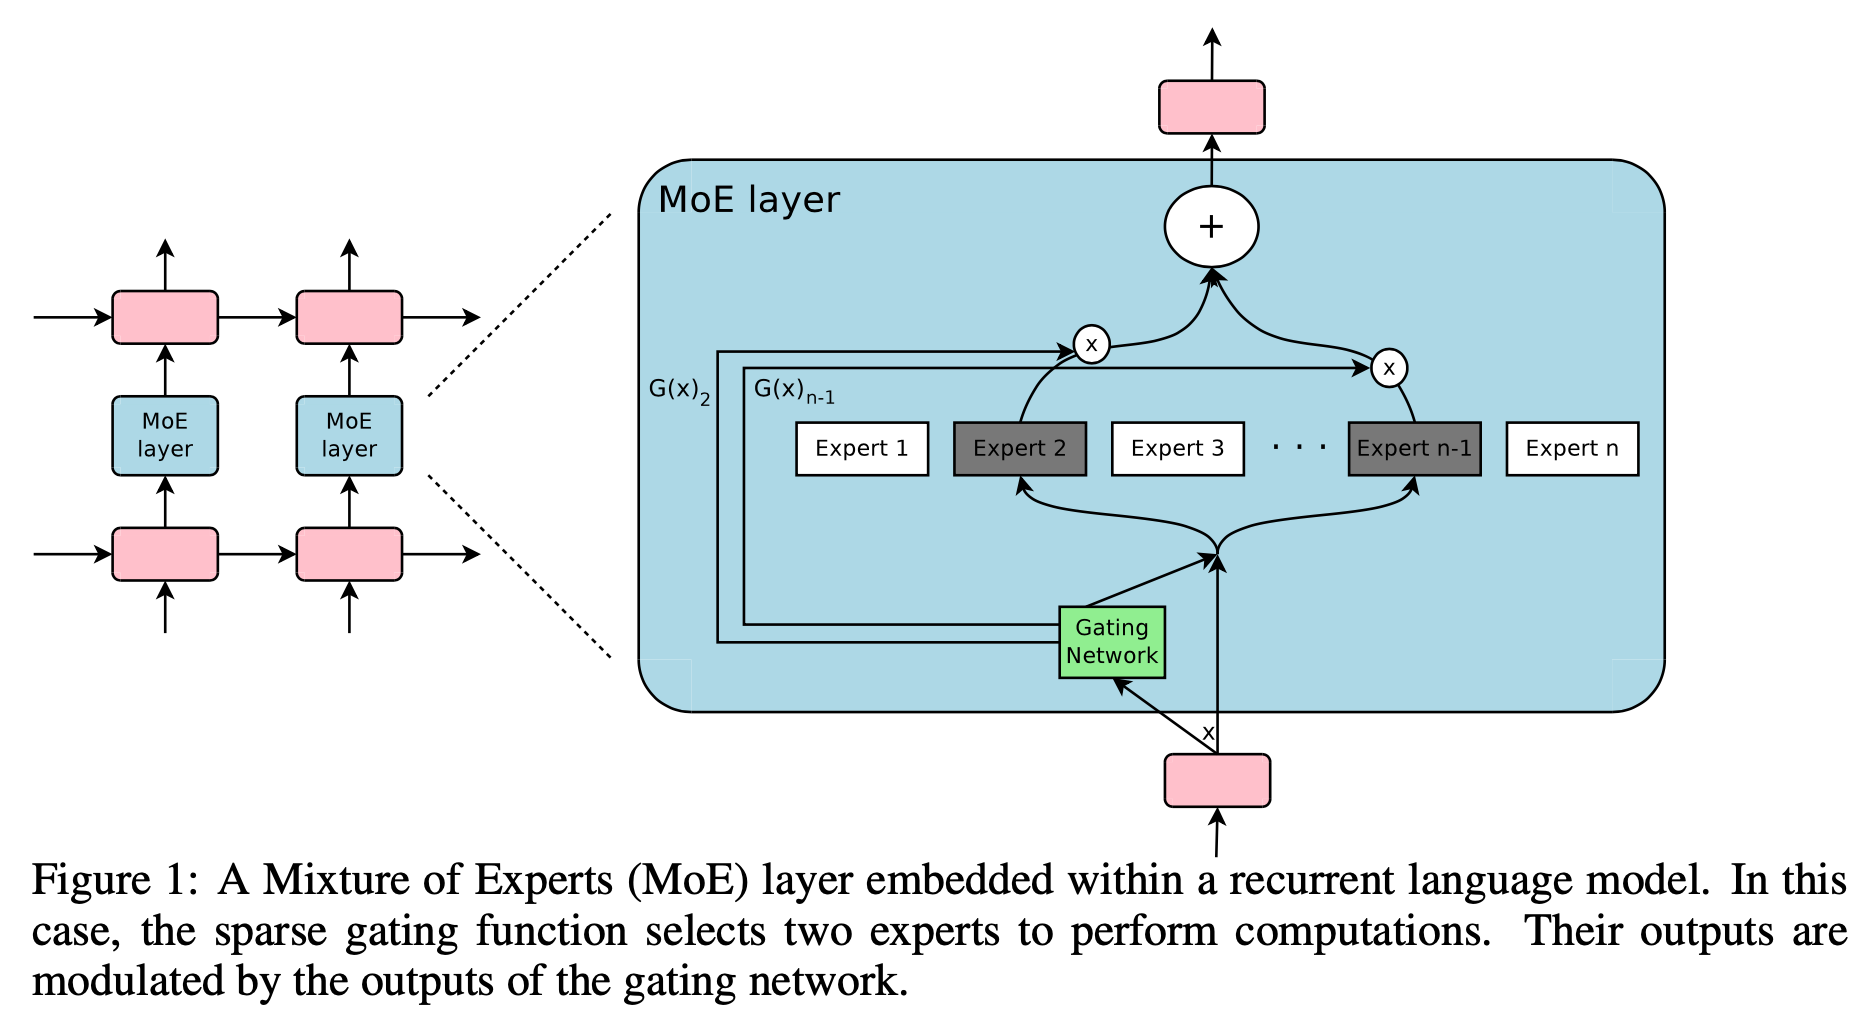 MoE layer
+
x
x
G(x)2
G(x)n-1
MoE
layer
MoE
layer
Expert 1
Expert 2
Expert 3
. . .
Expert n-1
Expert n
Gating
Network
x
Figure 1: A Mixture of Experts (MoE) layer embedded within a recurrent language model. In this
case, the sparse gating function selects two experts to perform computations. Their outputs are
modulated by the outputs of the gating network.